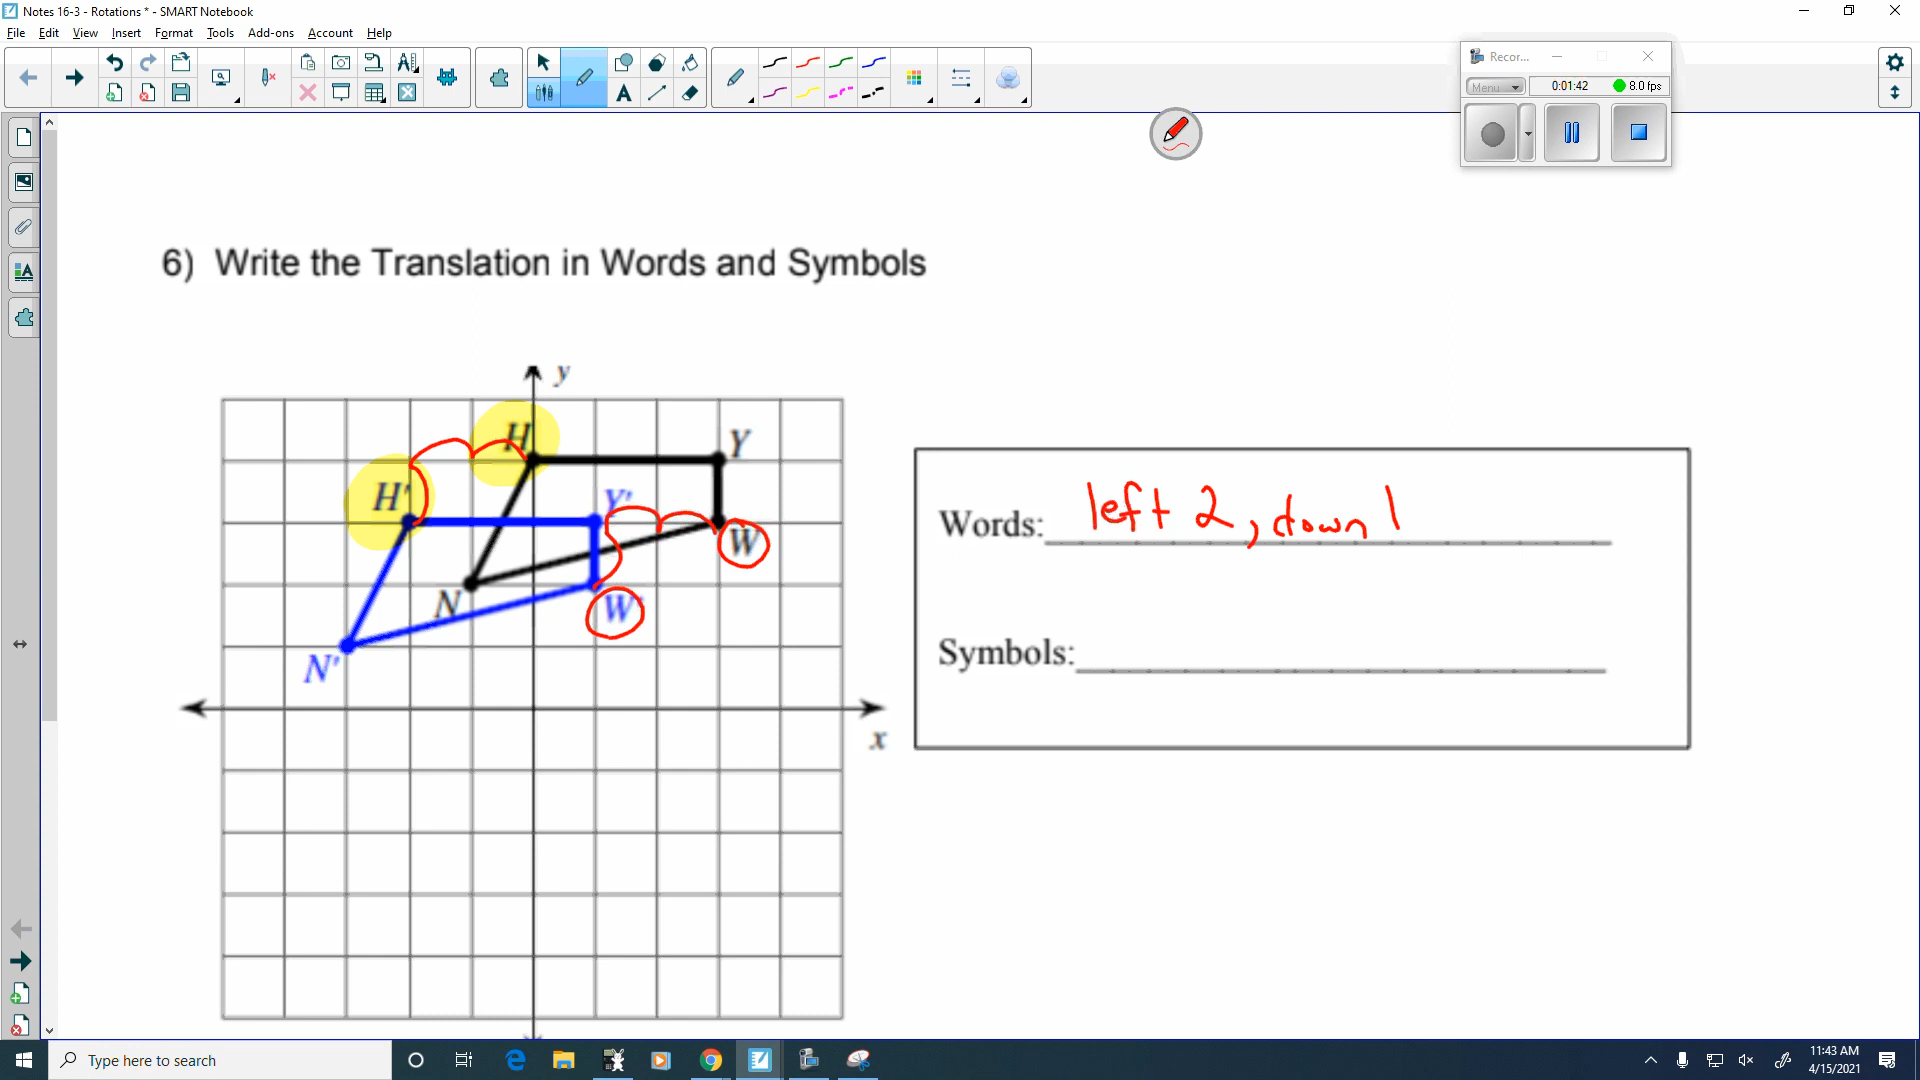 Notes 16-3 - Rotations * - SMART Notebook
File Edit View Insert Format Tools Add-ons Account Help
Recor...
Menu 0:01:42 8.0 fps
6) Write the Translation in Words and Symbols
y
H Y
H' Y'
W
N W'
N'
x
Words: left 2, down 1
Symbols:
Type here to search
11:43 AM
4/15/2021